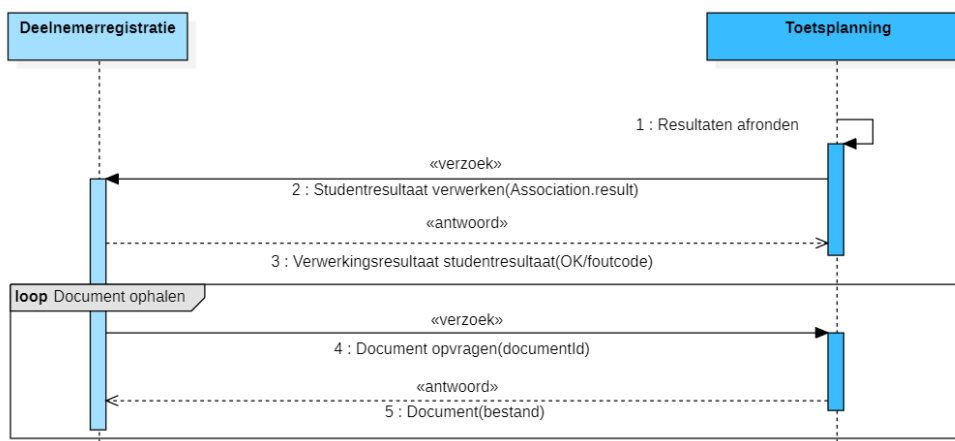 Deelnemerregistratie
Toetsplanning
1 : Resultaten afronden
«verzoek»
2 : Studentresultaat verwerken(Association.result)
«antwoord»
3 : Verwerkingsresultaat studentresultaat(OK/foutcode)
loop Document ophalen
«verzoek»
4 : Document opvragen(documentId)
«antwoord»
5 : Document(bestand)